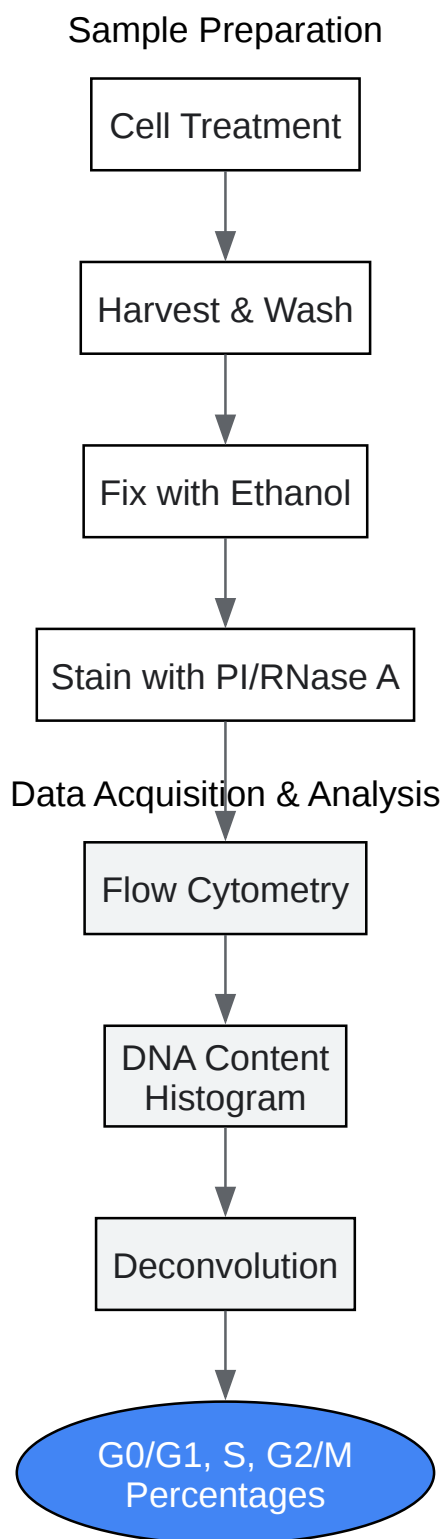 Sample Preparation
Cell Treatment
Harvest & Wash
Fix with Ethanol
Stain with PI/RNase A
Data Acquisition & Analysis
Flow Cytometry
DNA Content
Histogram
Deconvolution
G0/G1, S, G2/M
Percentages